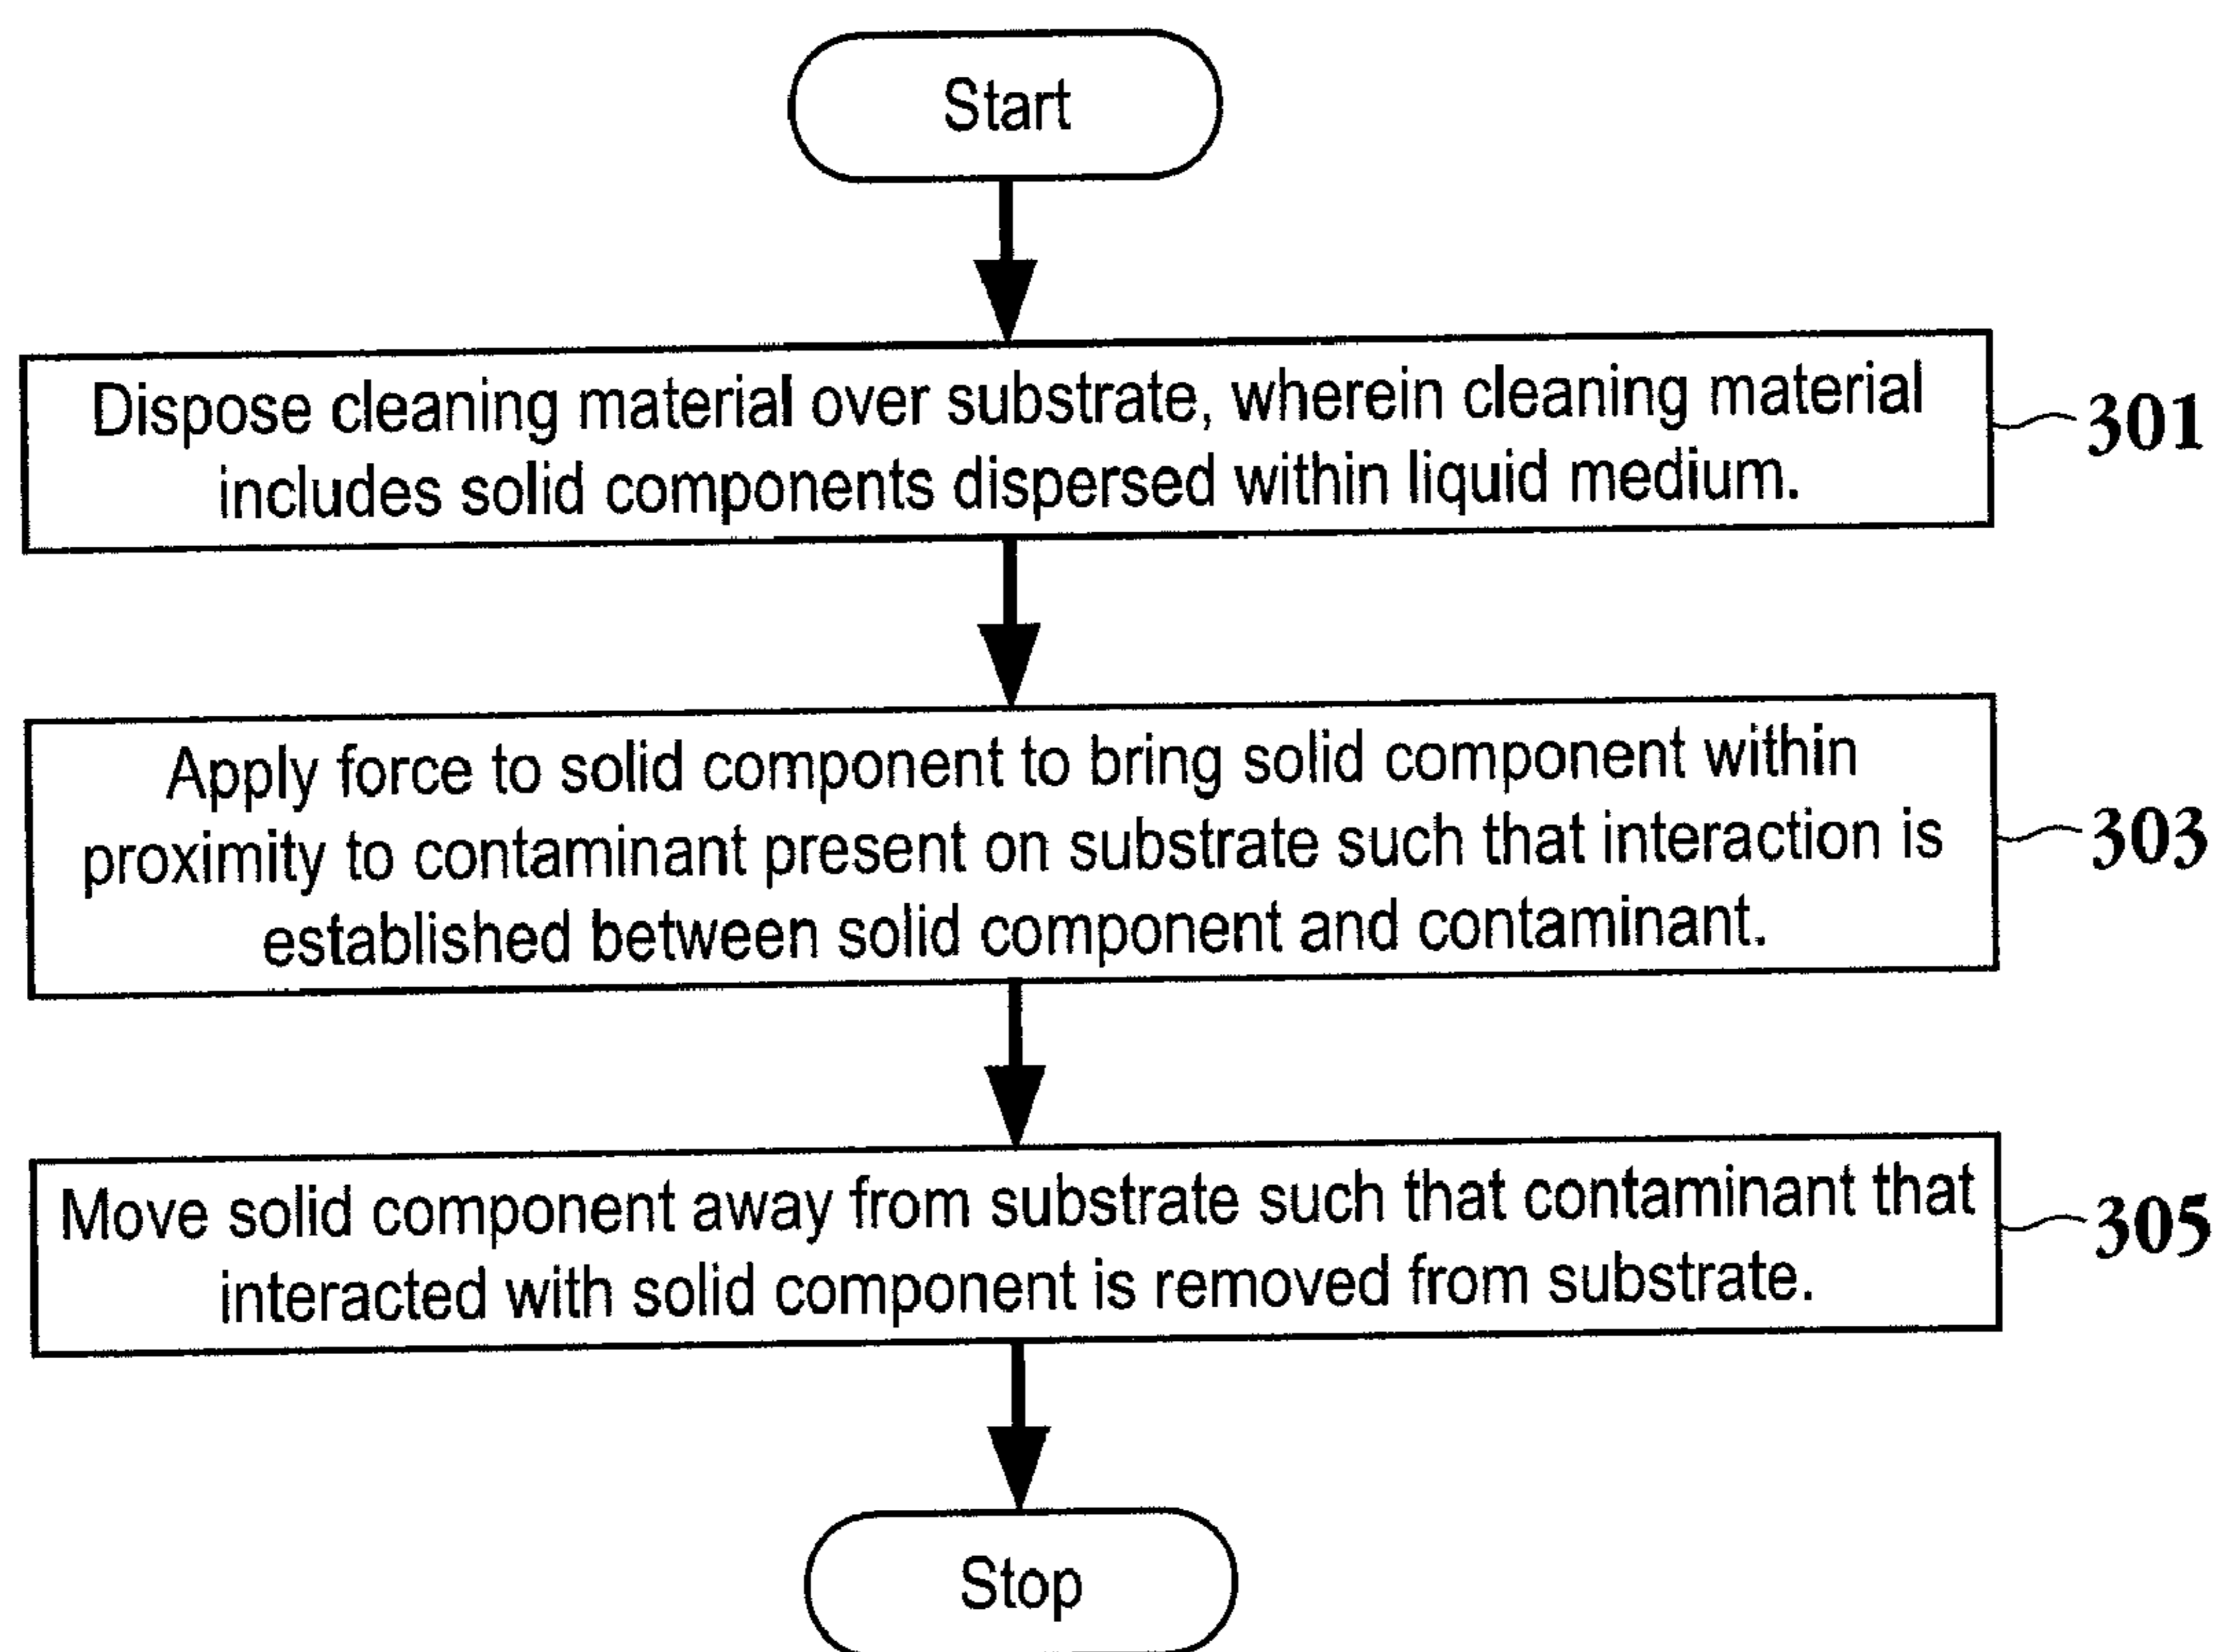 Start
Dispose cleaning material over substrate, wherein cleaning material
includes solid components dispersed within liquid medium.
301
Apply force to solid component to bring solid component within
proximity to contaminant present on substrate such that interaction is
established between solid component and contaminant.
303
Move solid component away from substrate such that contaminant that
interacted with solid component is removed from substrate.
305
Stop